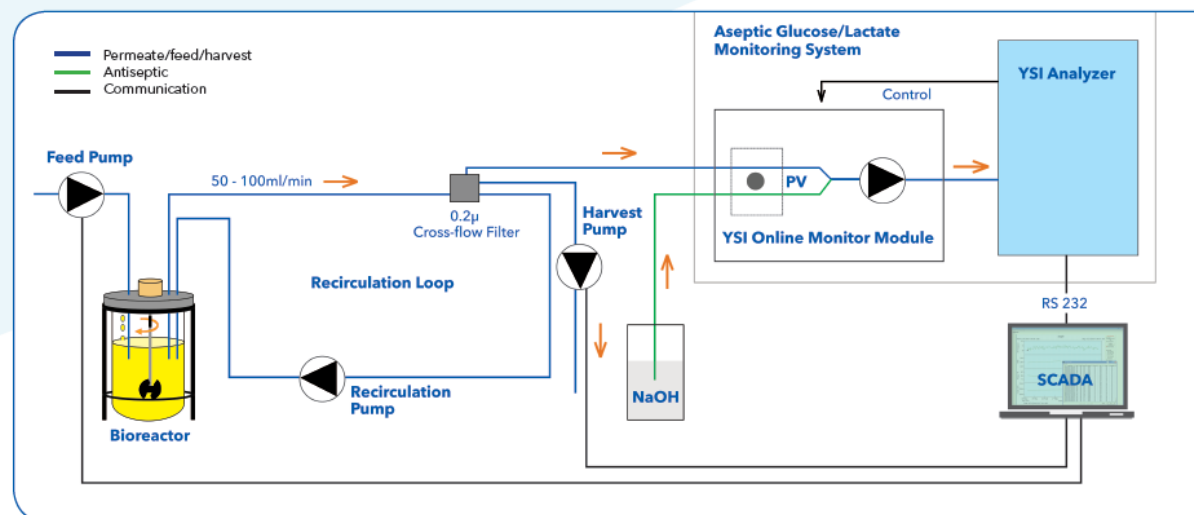 Permeate/feed/harvest
Antiseptic
Communication
Aseptic Glucose/Lactate
Monitoring System
YSI Analyzer
Control
Feed Pump
50 - 100ml/min
PV
0.2µ
Cross-flow Filter
Harvest
Pump
YSI Online Monitor Module
Recirculation Loop
RS 232
NaOH
SCADA
Recirculation
Pump
Bioreactor